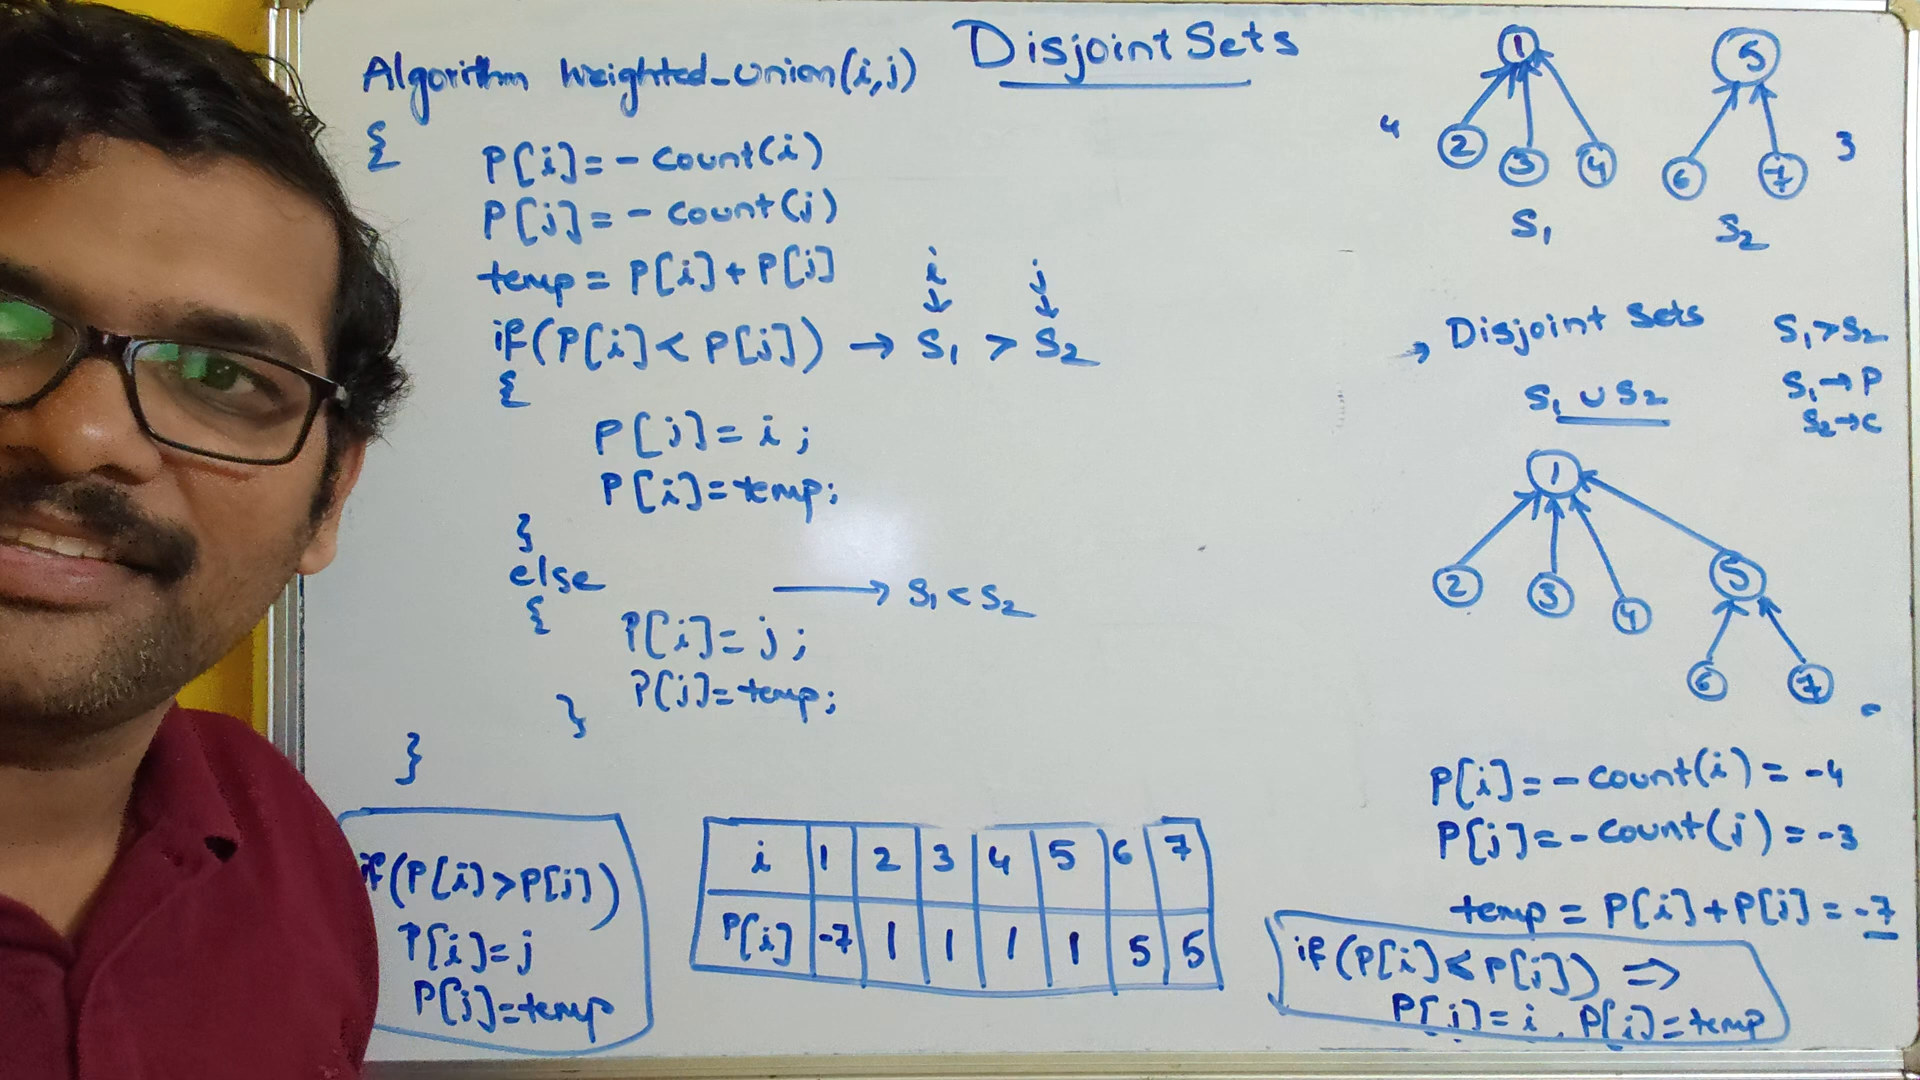 Disjoint Sets
Algorithm Weighted_union(i,j)
{
P[i]= - count(i)
P[j]= - count(j)
temp= P[i]+P[j]
i j
↓ ↓
if(P[i]< P[j]) → S₁ > S₂
{
P[j]= i ;
P[i]=temp;
}
else → S₁ < S₂
{
P[i]= j ;
P[j]=temp;
}
}
if(P[i]>P[j])
P[i]=j
P[j]=temp
i 1 2 3 4 5 6 7
P[i] -7 1 1 1 1 5 5
1 5
4 2 3 4 6 7 3
S₁ S₂
→ Disjoint Sets S₁>S₂
S₁ ∪ S₂ S₁→P
S₂→C
1
2 3 4 5
6 7
P[i]=-count(i)= -4
P[j]=-count(j)= -3
temp = P[i]+P[j]= -7
if(P[i]<P[j]) ⇒
P[j]=i, P[i]=temp